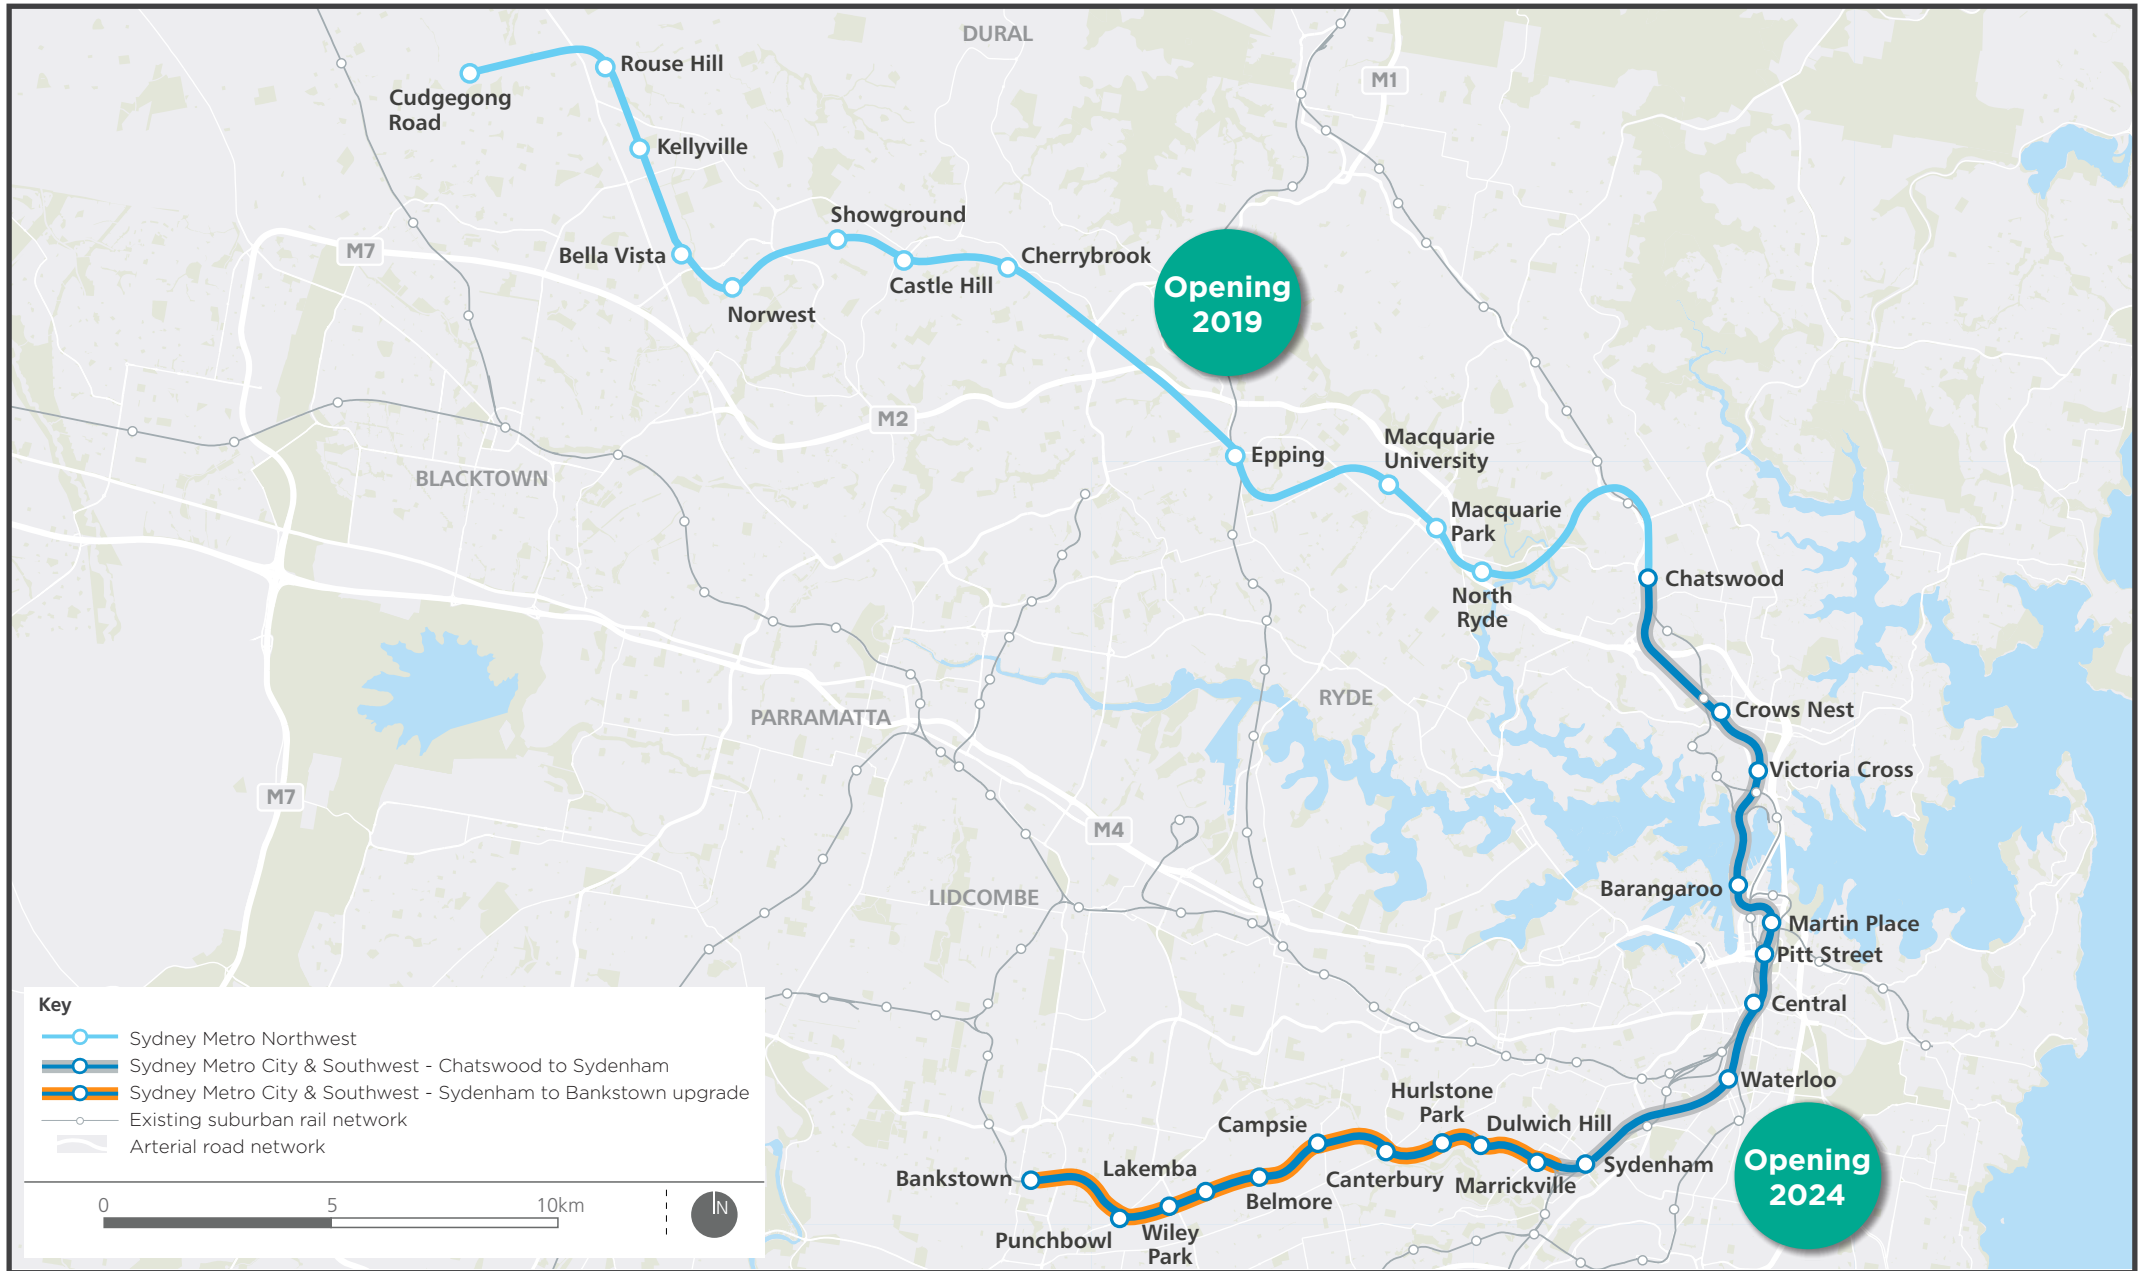 DURAL
M1
Rouse Hill
Cudgegong
Road
Kellyville
Showground
M7
Bella Vista
Cherrybrook
Castle Hill
Norwest
Opening
2019
M2
Macquarie
University
Epping
BLACKTOWN
Macquarie
Park
Chatswood
North
Ryde
RYDE
Crows Nest
PARRAMATTA
Victoria Cross
M7
M4
Barangaroo
LIDCOMBE
Martin Place
Pitt Street
Central
Waterloo
Hurlstone
Park
Campsie
Dulwich Hill
Lakemba
Bankstown
Canterbury
Marrickville
Sydenham
Belmore
Punchbowl
Wiley
Park
Opening
2024
Key
Sydney Metro Northwest
Sydney Metro City & Southwest - Chatswood to Sydenham
Sydney Metro City & Southwest - Sydenham to Bankstown upgrade
Existing suburban rail network
Arterial road network
0 5 10km
N